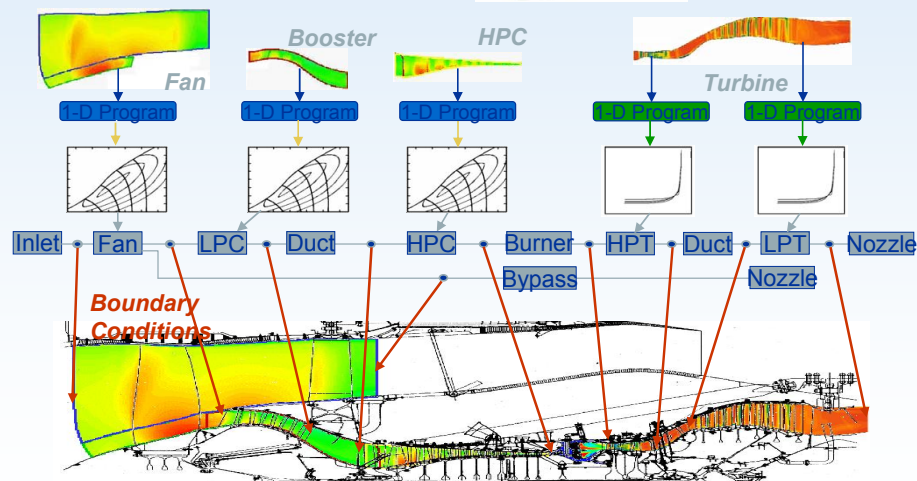 Fan
Booster
HPC
Turbine
1-D Program
1-D Program
1-D Program
1-D Program
1-D Program
Inlet
Fan
LPC
Duct
HPC
Burner
HPT
Duct
LPT
Nozzle
Bypass
Nozzle
Boundary
Conditions